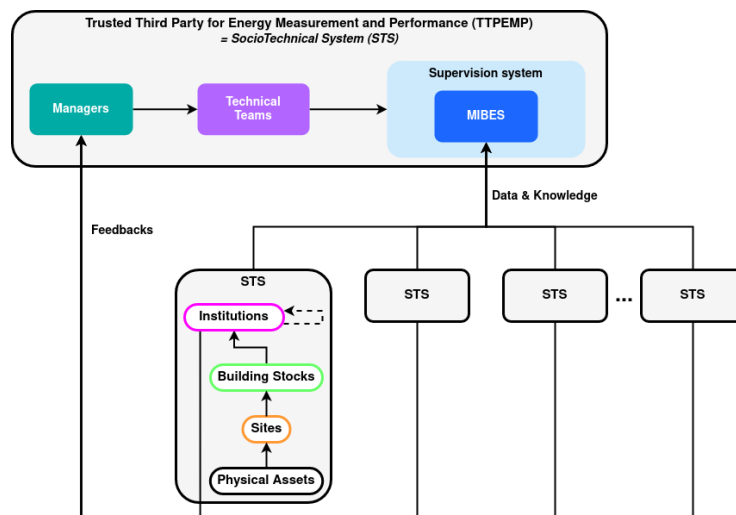 Trusted Third Party for Energy Measurement and Performance (TTPEMP)
= SocioTechnical System (STS)
Supervision system
Managers
Technical
Teams
MIBES
Data & Knowledge
Feedbacks
STS
STS
STS
...
STS
Institutions
Building Stocks
Sites
Physical Assets